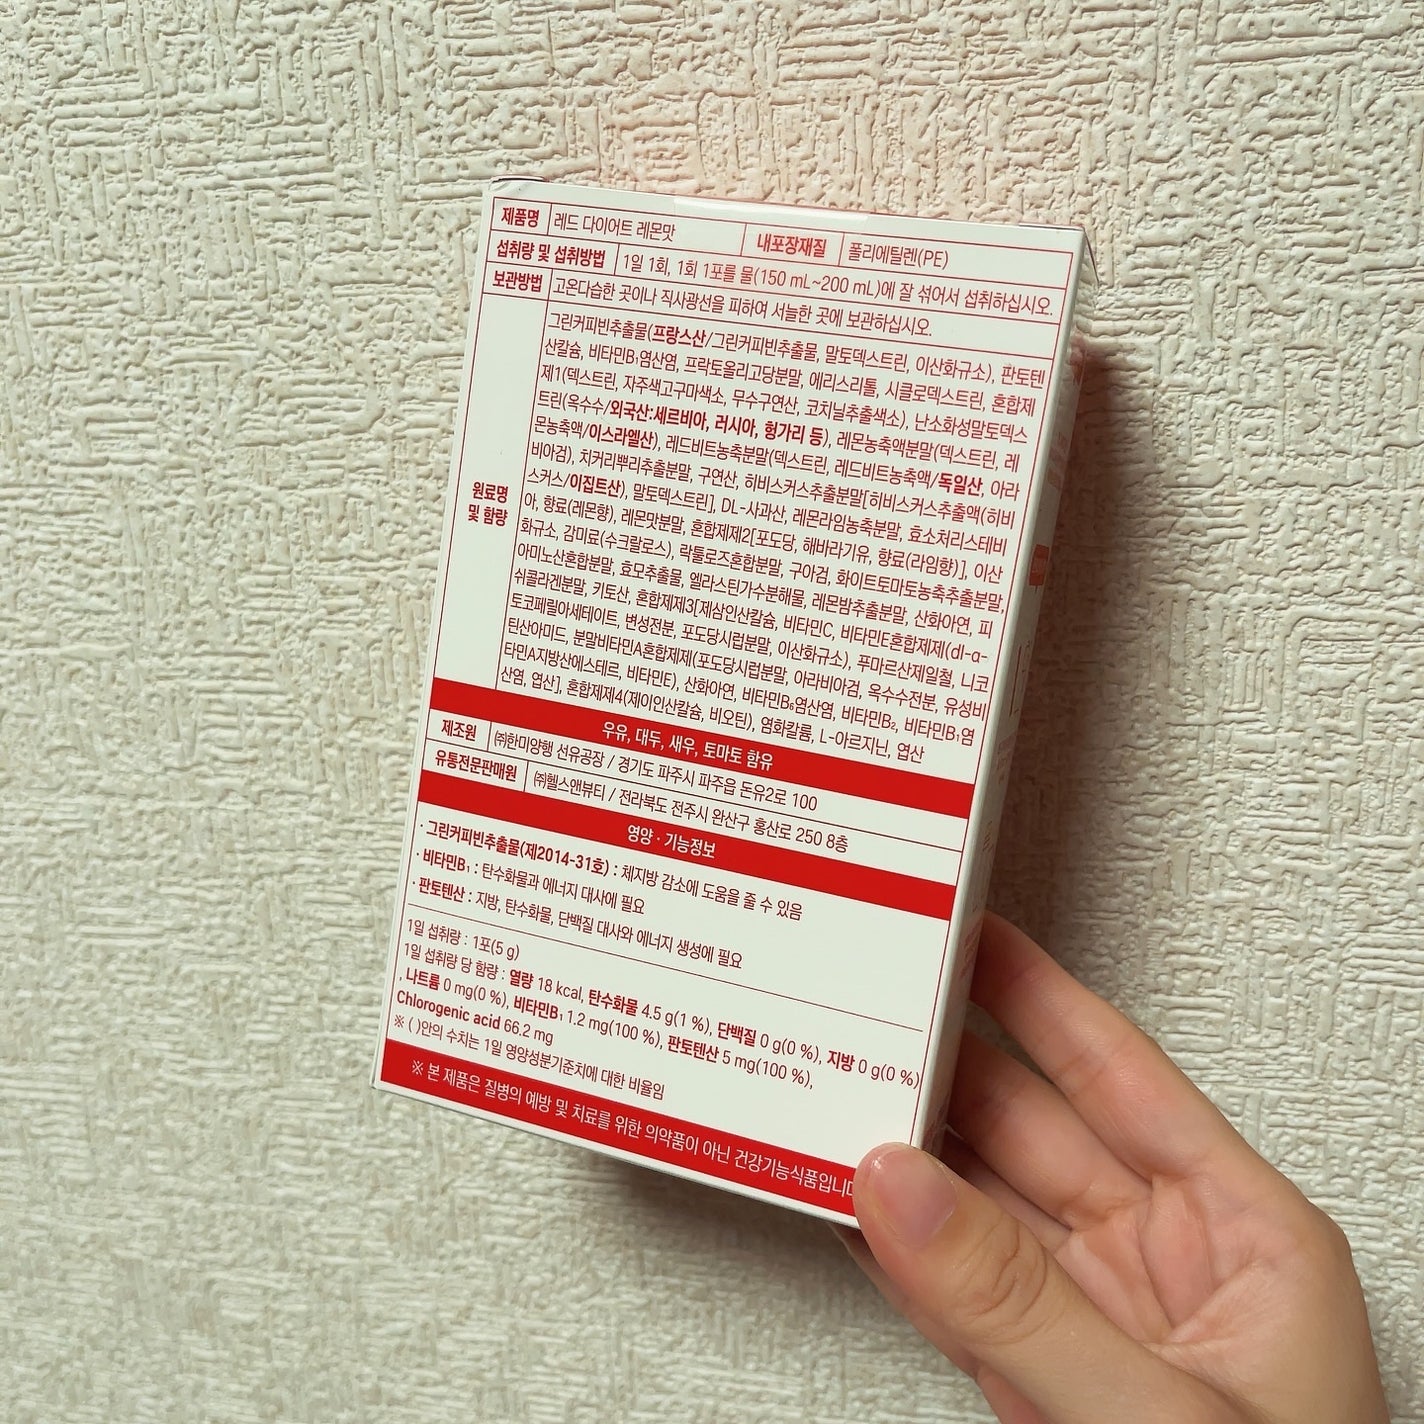 제품명 레드 다이어트 레몬맛 내포장재질 폴리에틸렌(PE)
섭취량 및 섭취방법 1일 1회, 1회 1포를 물(150 mL~200 mL)에 잘 섞어서 섭취하십시오.
보관방법 고온다습한 곳이나 직사광선을 피하여 서늘한 곳에 보관하십시오.
원료명 및 함량
그린커피빈추출물(프랑스산/그린커피빈추출물, 말토덱스트린, 이산화규소), 판토텐
산칼슘, 비타민B₁염산염, 프락토올리고당분말, 에리스리톨, 시클로덱스트린, 혼합제
제1(덱스트린, 자주색고구마색소, 무수구연산, 코치닐추출색소), 난소화성말토덱스
트린(옥수수/외국산:세르비아, 러시아, 헝가리 등), 레몬농축액분말(덱스트린, 레
몬농축액/이스라엘산), 레드비트농축분말(덱스트린, 레드비트농축액/독일산, 아라
비아검), 치커리뿌리추출분말, 구연산, 히비스커스추출분말[히비스커스추출액(히비
스커스/이집트산), 말토덱스트린], DL-사과산, 레몬라임농축분말, 효소처리스테비
아, 향료(레몬향), 레몬맛분말, 혼합제제2[포도당, 해바라기유, 향료(라임향)], 이산
화규소, 감미료(수크랄로스), 락툴로즈혼합분말, 구아검, 화이트토마토농축추출분말,
아미노산혼합분말, 효모추출물, 엘라스틴가수분해물, 레몬밤추출분말, 산화아연, 피
쉬콜라겐분말, 키토산, 혼합제제3[제삼인산칼슘, 비타민C, 비타민E혼합제제(dl-α-
토코페릴아세테이트, 변성전분, 포도당시럽분말, 이산화규소), 푸마르산제일철, 니코
틴산아미드, 분말비타민A혼합제제(포도당시럽분말, 아라비아검, 옥수수전분, 유성비
타민A지방산에스테르, 비타민E), 산화아연, 비타민B₆염산염, 비타민B₂, 비타민B₁염
산염, 엽산], 혼합제제4(제이인산칼슘, 비오틴), 염화칼륨, L-아르지닌, 엽산
우유, 대두, 새우, 토마토 함유
제조원 ㈜한미양행 선유공장 / 경기도 파주시 파주읍 돈유2로 100
유통전문판매원 ㈜헬스앤뷰티 / 전라북도 전주시 완산구 홍산로 250 8층
영양 · 기능정보
· 그린커피빈추출물(제2014-31호) : 체지방 감소에 도움을 줄 수 있음
· 비타민B₁ : 탄수화물과 에너지 대사에 필요
· 판토텐산 : 지방, 탄수화물, 단백질 대사와 에너지 생성에 필요
1일 섭취량 : 1포(5 g)
1일 섭취량 당 함량 : 열량 18 kcal, 탄수화물 4.5 g(1 %), 단백질 0 g(0 %), 지방 0 g(0 %)
, 나트륨 0 mg(0 %), 비타민B₁ 1.2 mg(100 %), 판토텐산 5 mg(100 %),
Chlorogenic acid 66.2 mg
※ ( )안의 수치는 1일 영양성분기준치에 대한 비율임
※ 본 제품은 질병의 예방 및 치료를 위한 의약품이 아닌 건강기능식품입니다